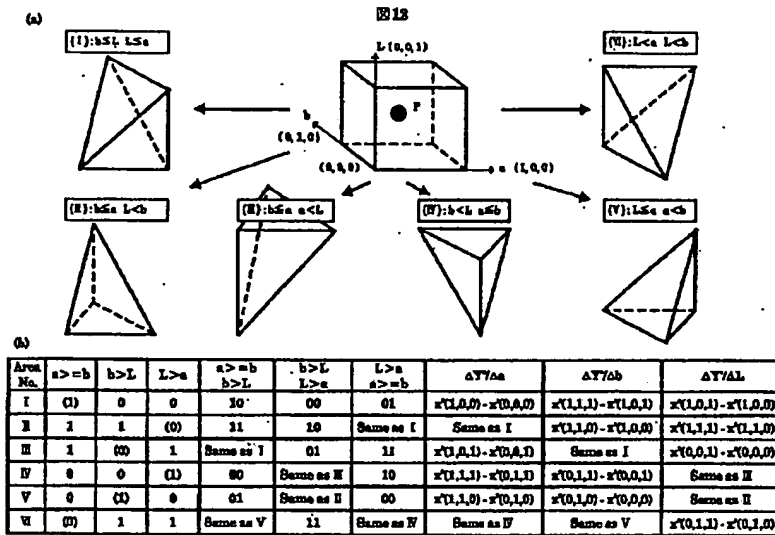 (a)
図12
(I):b≦L L≦a
L (0,0,1)
(VI):L<a L<b
P
b
(0,1,0)
(0,0,0)
a (1,0,0)
(II):b≦a L<b
(III):b≦a a<L
(IV):b<L a≦b
(V):L≦a a<b
(b)
Area No. a>=b b>L L>a a>=b b>L b>L L>a L>a a>=b ΔT'/Δa ΔT'/Δb ΔT'/ΔL
I (1) 0 0 10 00 01 x'(1,0,0)-x'(0,0,0) x'(1,1,1)-x'(1,0,1) x'(1,0,1)-x'(1,0,0)
II 1 1 (0) 11 10 Same as I Same as I x'(1,1,0)-x'(1,0,0) x'(1,1,1)-x'(1,1,0)
III 1 (0) 1 Same as I 01 11 x'(1,0,1)-x'(0,0,1) Same as I x'(0,0,1)-x'(0,0,0)
IV 0 0 (1) 00 Same as III 10 x'(1,1,1)-x'(0,1,1) x'(0,1,1)-x'(0,0,1) Same as III
V 0 (1) 0 01 Same as II 00 x'(1,1,0)-x'(0,1,0) x'(0,1,0)-x'(0,0,0) Same as II
VI (0) 1 1 Same as V 11 Same as IV Same as IV Same as V x'(0,1,1)-x'(0,1,0)